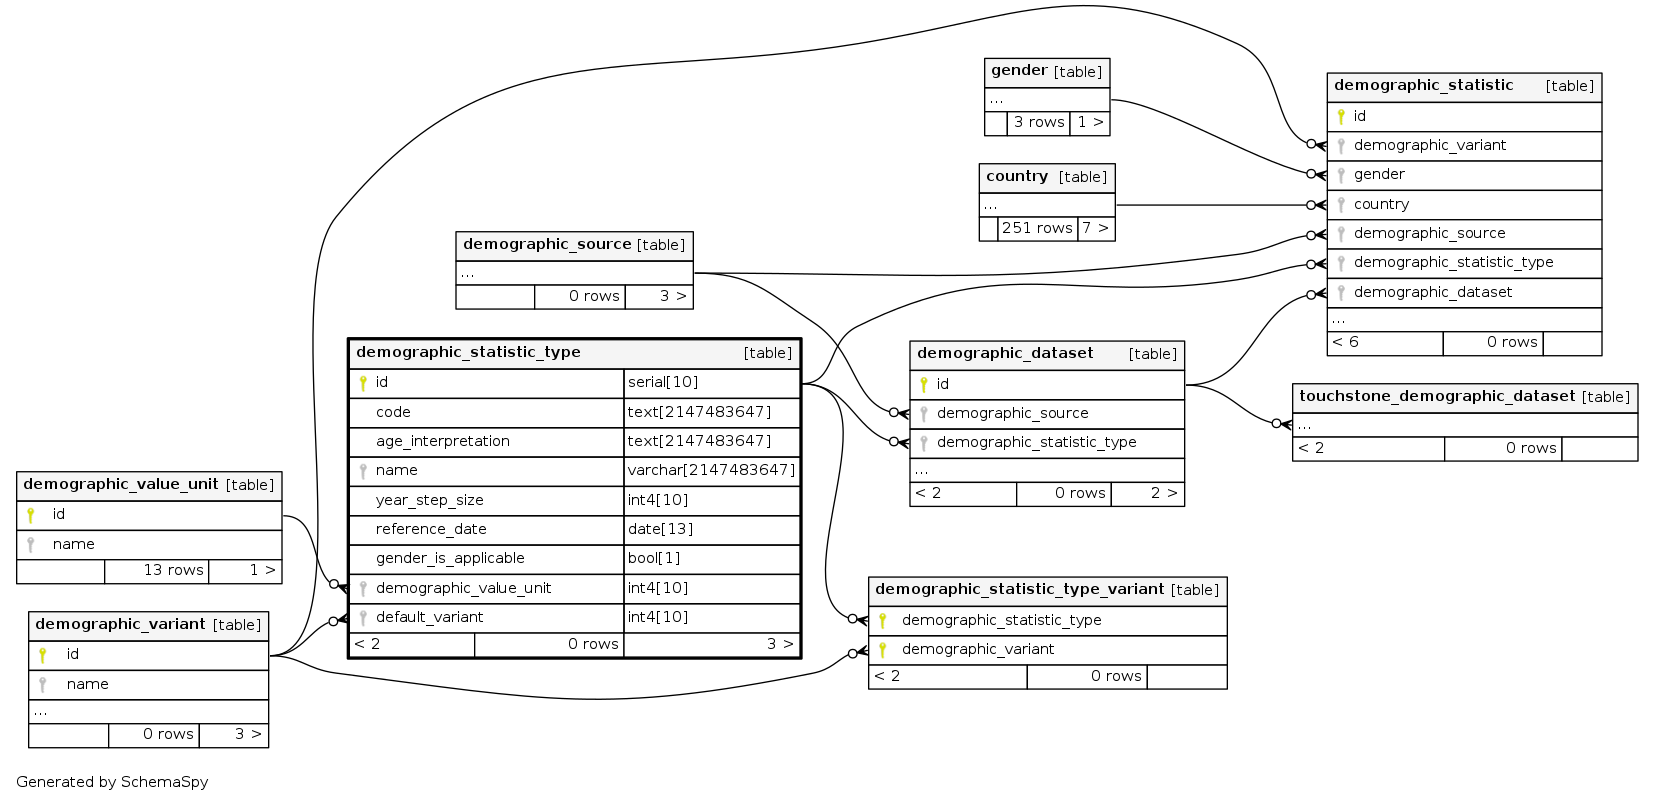 gender [table]
...
3 rows 1 >
country [table]
...
251 rows 7 >
demographic_statistic [table]
id
demographic_variant
gender
country
demographic_source
demographic_statistic_type
demographic_dataset
...
< 6 0 rows
demographic_source [table]
...
0 rows 3 >
demographic_statistic_type [table]
id serial[10]
code text[2147483647]
age_interpretation text[2147483647]
name varchar[2147483647]
year_step_size int4[10]
reference_date date[13]
gender_is_applicable bool[1]
demographic_value_unit int4[10]
default_variant int4[10]
< 2 0 rows 3 >
demographic_dataset [table]
id
demographic_source
demographic_statistic_type
...
< 2 0 rows 2 >
touchstone_demographic_dataset [table]
...
< 2 0 rows
demographic_value_unit [table]
id
name
13 rows 1 >
demographic_variant [table]
id
name
...
0 rows 3 >
demographic_statistic_type_variant [table]
demographic_statistic_type
demographic_variant
< 2 0 rows
Generated by SchemaSpy